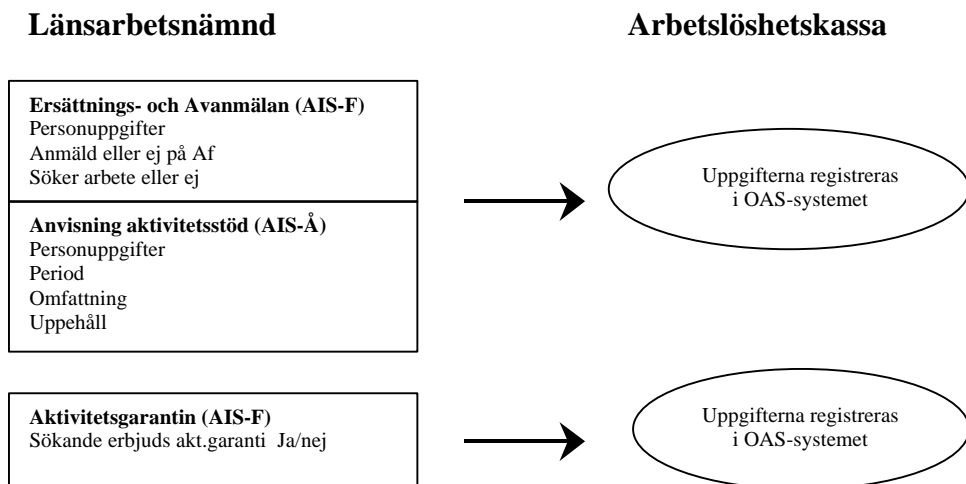 Länsarbetsnämnd
Arbetslöshetskassa
Ersättnings- och Avanmälan (AIS-F)
Personuppgifter
Anmäld eller ej på Af
Söker arbete eller ej
Uppgifterna registreras
i OAS-systemet
Anvisning aktivitetsstöd (AIS-Å)
Personuppgifter
Period
Omfattning
Uppehåll
Aktivitetsgarantin (AIS-F)
Sökande erbjuds akt.garanti Ja/nej
Uppgifterna registreras
i OAS-systemet